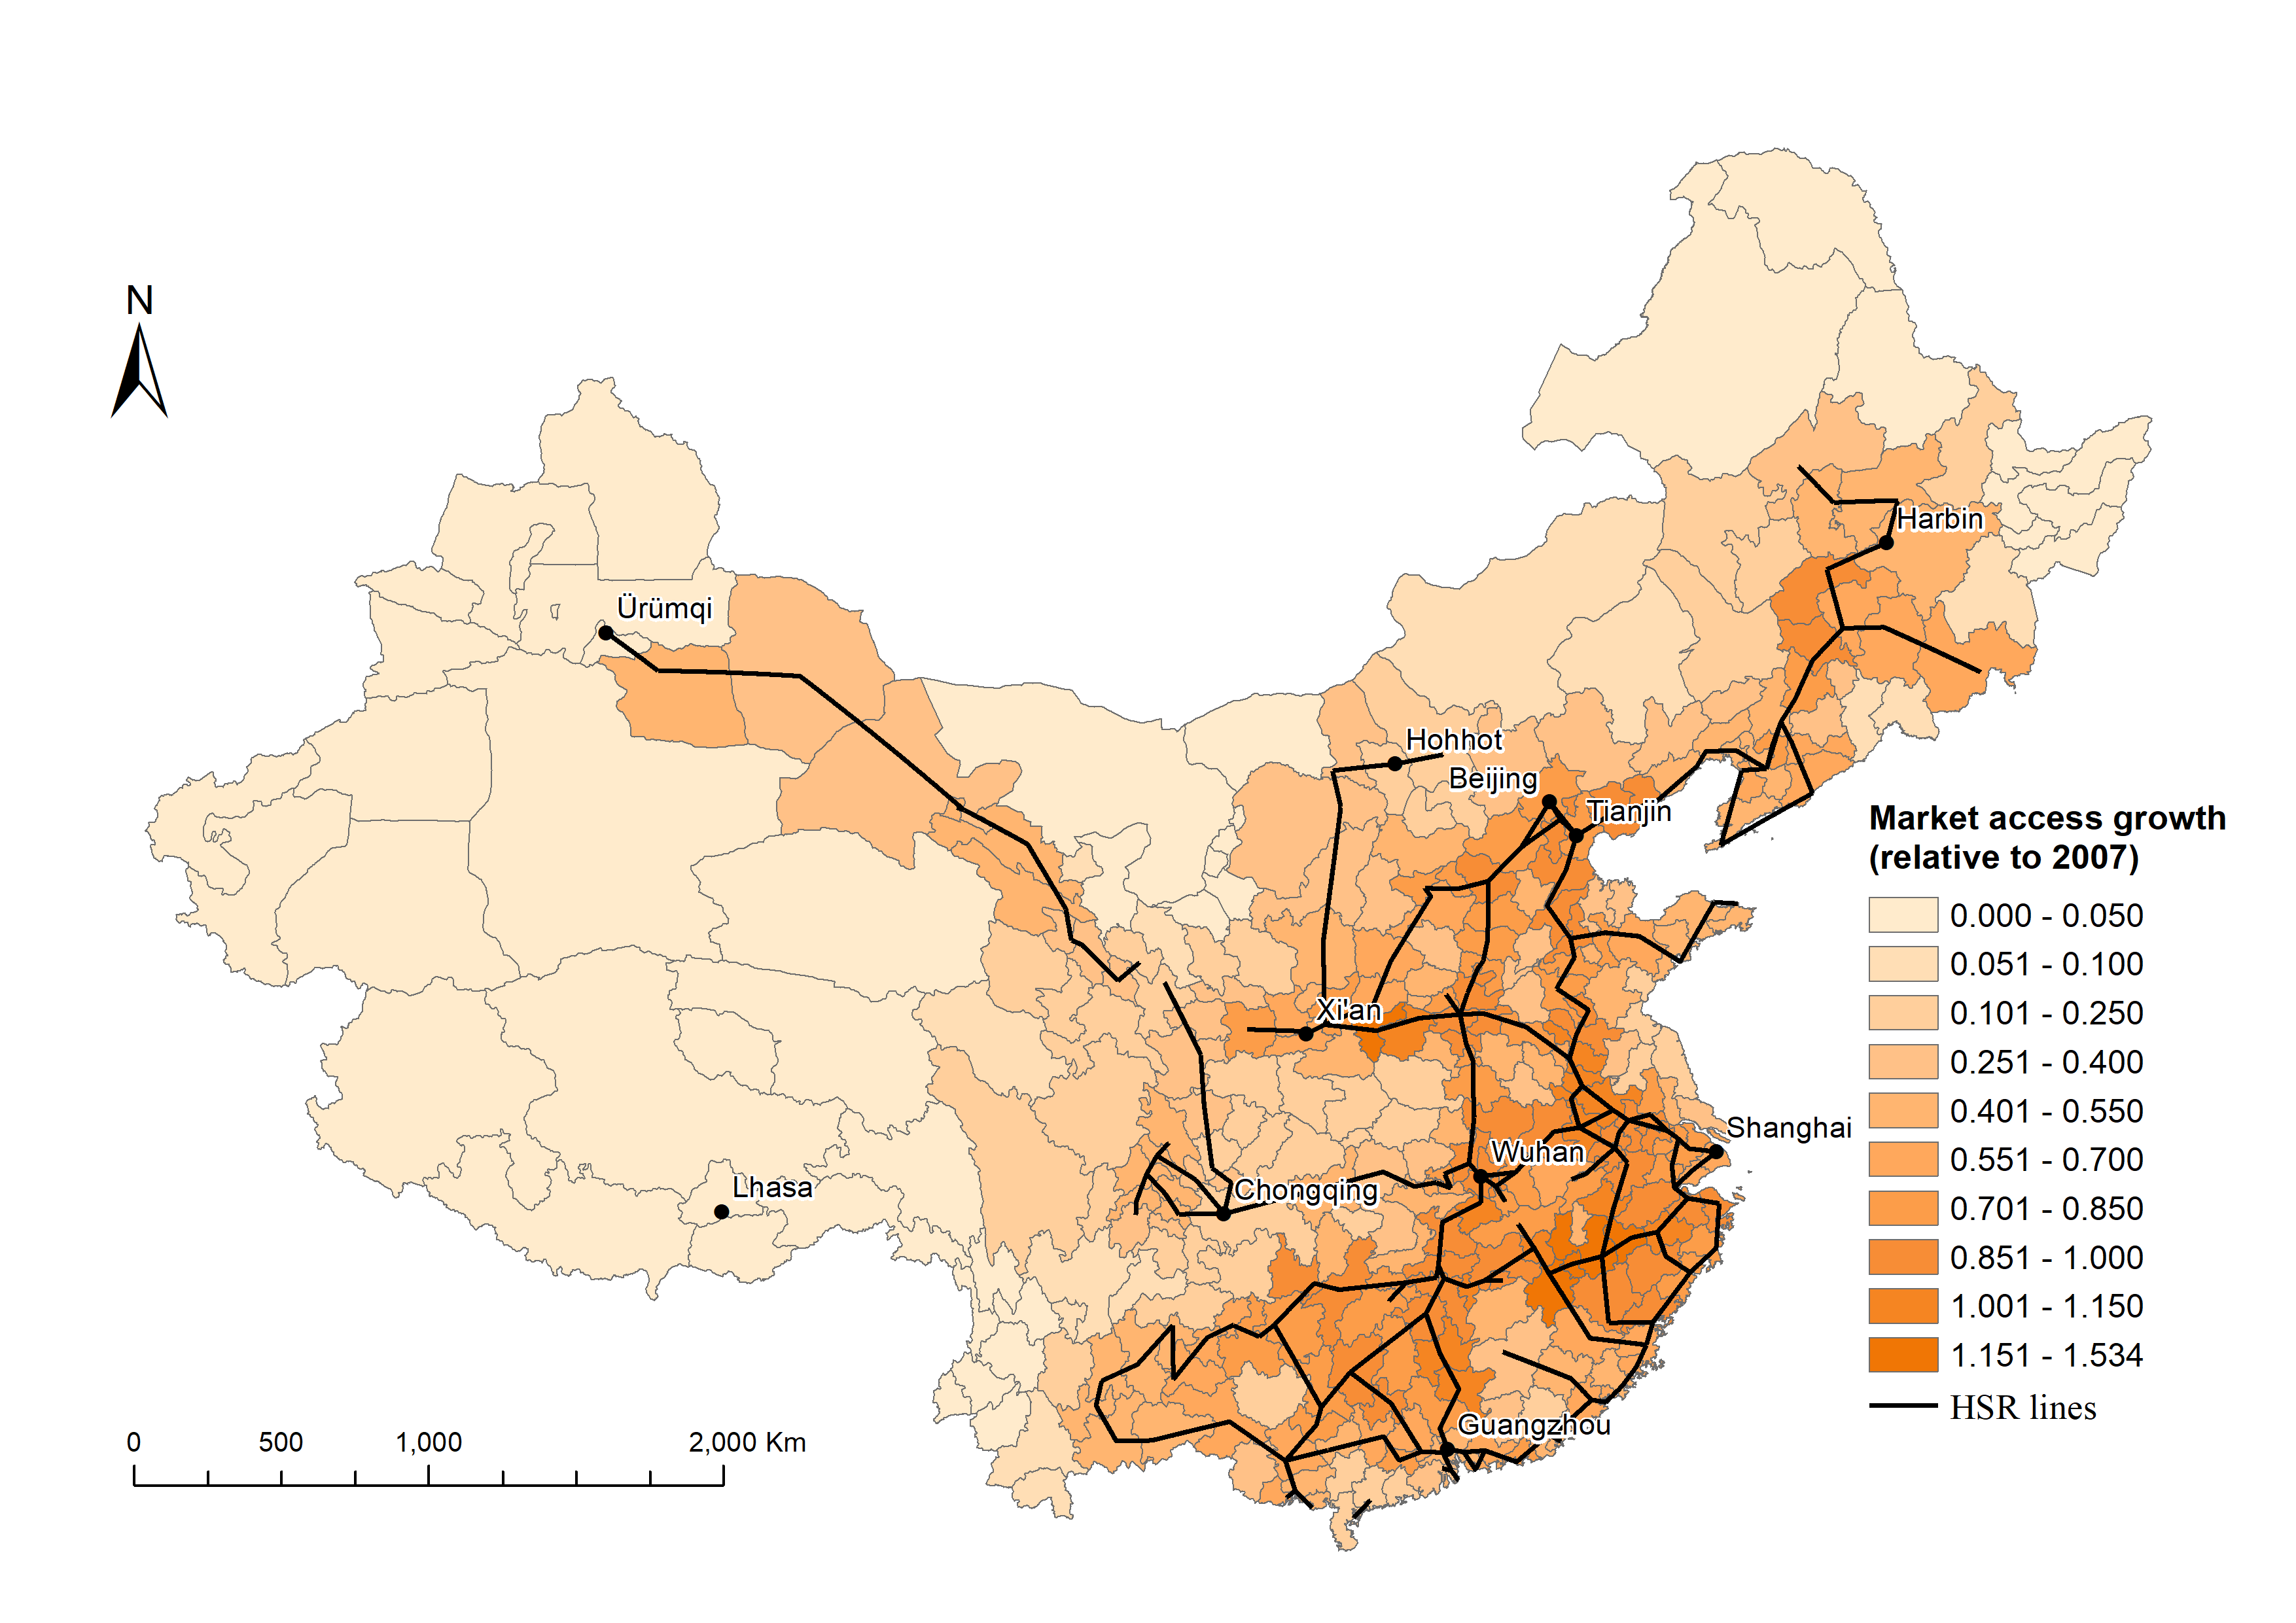 N
Harbin
Ürümqi
Hohhot
Beijing
Tianjin
Xi'an
Shanghai
Wuhan
Lhasa
Chongqing
Guangzhou
Market access growth
(relative to 2007)
0.000 - 0.050
0.051 - 0.100
0.101 - 0.250
0.251 - 0.400
0.401 - 0.550
0.551 - 0.700
0.701 - 0.850
0.851 - 1.000
1.001 - 1.150
1.151 - 1.534
HSR lines
0 500 1,000 2,000 Km